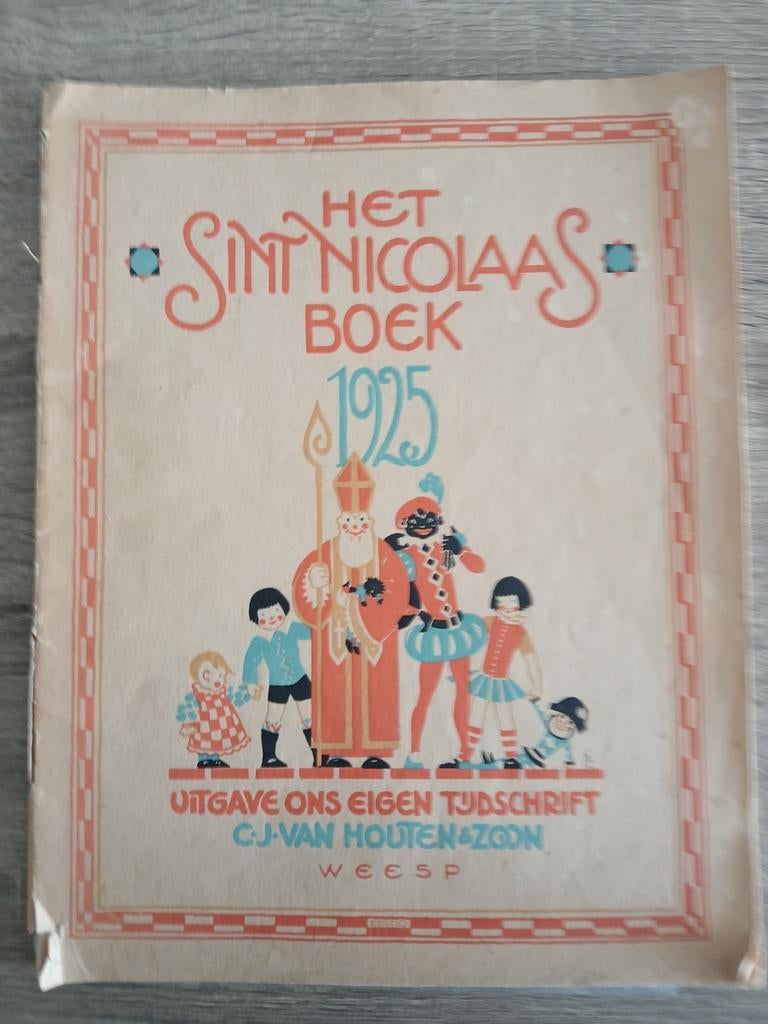 HET
SINT NICOLAAS
BOEK
1925
UITGAVE ONS EIGEN TIJDSCHRIFT
C.J. VAN HOUTEN & ZOON
WEESP